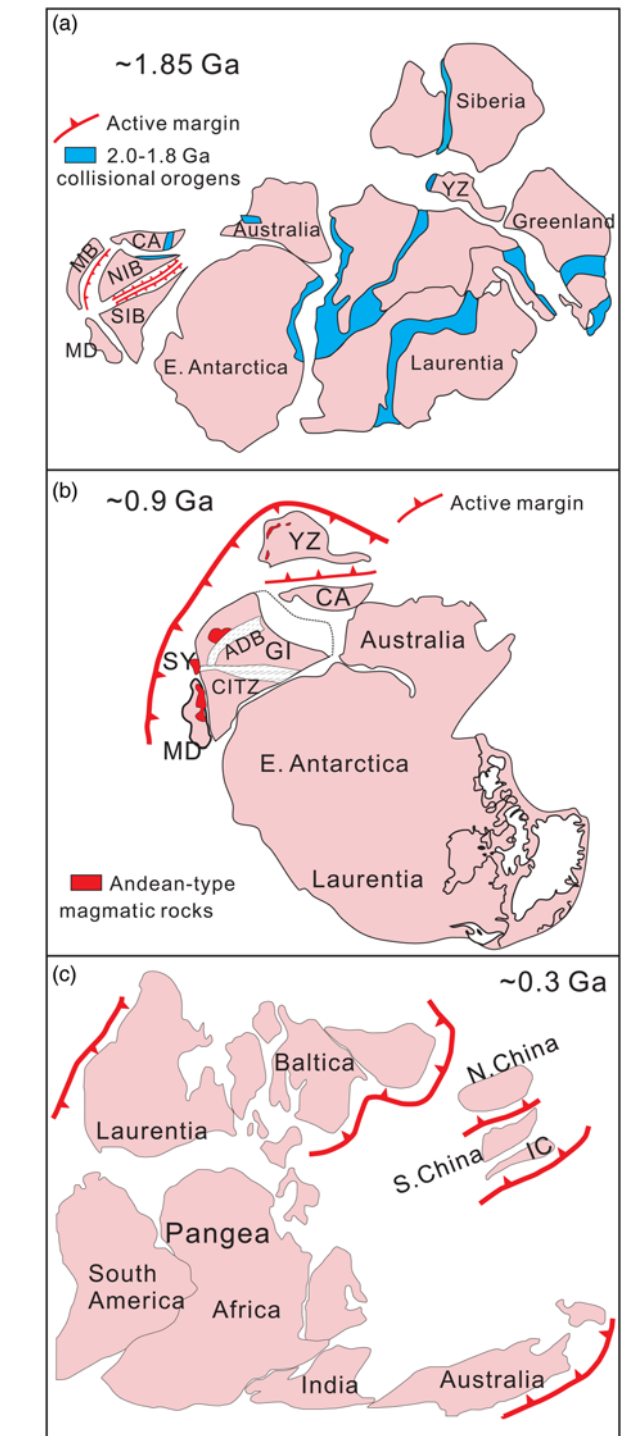 (a)
~1.85 Ga
Active margin
2.0-1.8 Ga
collisional orogens
Siberia
YZ
Greenland
Australia
CA
MB
NIB
SIB
MD
E. Antarctica
Laurentia
(b)
~0.9 Ga
Active margin
YZ
CA
Australia
ADB
GI
SY
CITZ
MD
E. Antarctica
Laurentia
Andean-type
magmatic rocks
(c)
~0.3 Ga
Baltica
N.China
Laurentia
S.China
IC
Pangea
South
America
Africa
India
Australia